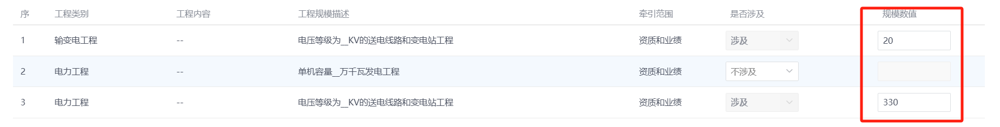 序 工程类别 工程内容 工程规模描述 牵引范围 是否涉及 规模数值
1 输变电工程 -- 电压等级为__KV的送电线路和变电站工程 资质和业绩 涉及 20
2 电力工程 -- 单机容量__万千瓦发电工程 资质和业绩 不涉及
3 电力工程 -- 电压等级为__KV的送电线路和变电站工程 资质和业绩 涉及 330